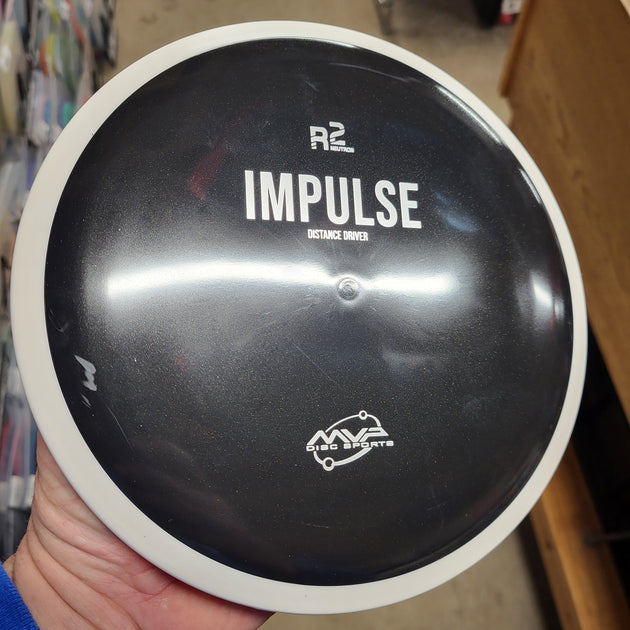 R2
NEUTRON
IMPULSE
DISTANCE DRIVER
MVP
DISC SPORTS